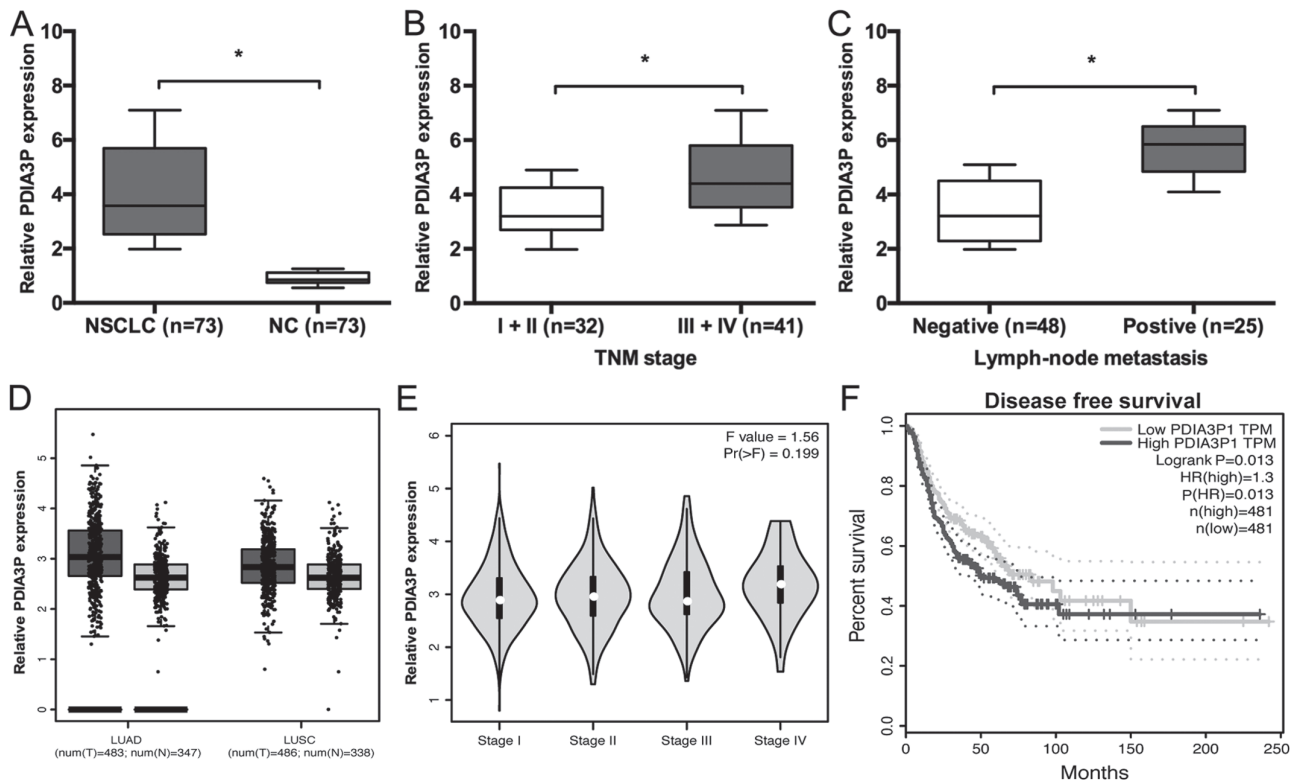 A
Relative PDIA3P expression
10
8
6
4
2
0
*
NSCLC (n=73)
NC (n=73)
B
Relative PDIA3P expression
10
8
6
4
2
0
*
I + II (n=32)
III + IV (n=41)
TNM stage
C
Relative PDIA3P expression
10
8
6
4
2
0
*
Negative (n=48)
Postive (n=25)
Lymph-node metastasis
D
Relative PDIA3P expression
5
4
3
2
1
0
LUAD
(num(T)=483; num(N)=347)
LUSC
(num(T)=486; num(N)=338)
E
Relative PDIA3P expression
6
5
4
3
2
1
F value = 1.56
Pr(>F) = 0.199
Stage I
Stage II
Stage III
Stage IV
F
Disease free survival
Percent survival
1.0
0.8
0.6
0.4
0.2
0.0
Low PDIA3P1 TPM
High PDIA3P1 TPM
Logrank P=0.013
HR(high)=1.3
P(HR)=0.013
n(high)=481
n(low)=481
0
50
100
150
200
250
Months